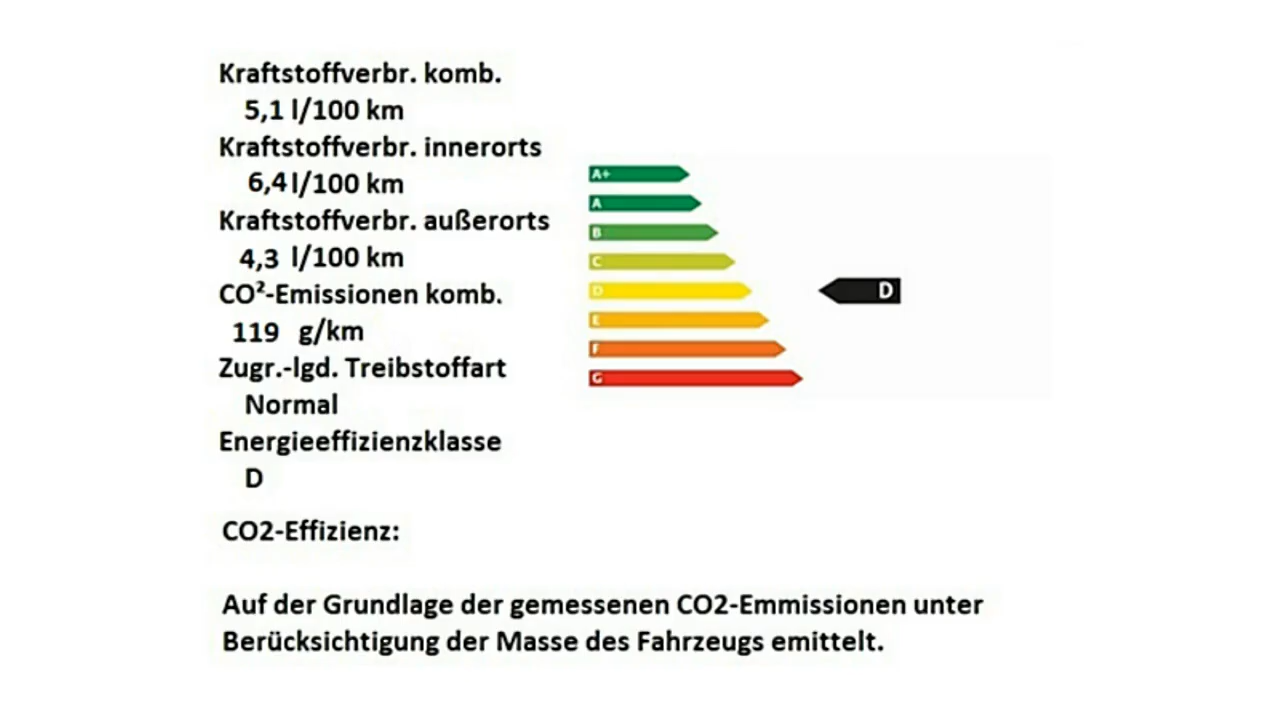 Kraftstoffverbr. komb.
5,1 l/100 km
Kraftstoffverbr. innerorts
6,4 l/100 km
Kraftstoffverbr. außerorts
4,3 l/100 km
CO²-Emissionen komb.
119 g/km
Zugr.-lgd. Treibstoffart
Normal
Energieeffizienzklasse
D
A+
A
B
C
D
D
E
F
G
CO2-Effizienz:
Auf der Grundlage der gemessenen CO2-Emmissionen unter
Berücksichtigung der Masse des Fahrzeugs emittelt.